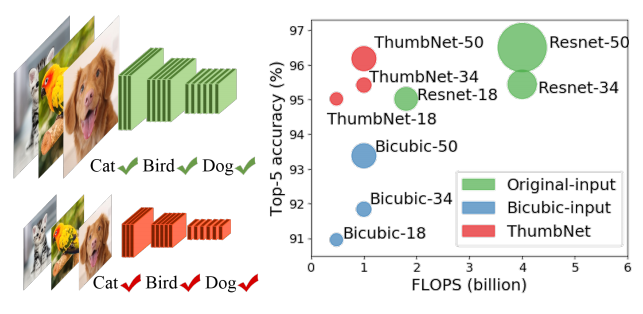 Cat Bird Dog
Cat Bird Dog
Top-5 accuracy (%)
97
96
95
94
93
92
91
ThumbNet-50
Resnet-50
ThumbNet-34
Resnet-34
Resnet-18
ThumbNet-18
Bicubic-50
Bicubic-34
Bicubic-18
Original-input
Bicubic-input
ThumbNet
0 1 2 3 4 5 6
FLOPS (billion)